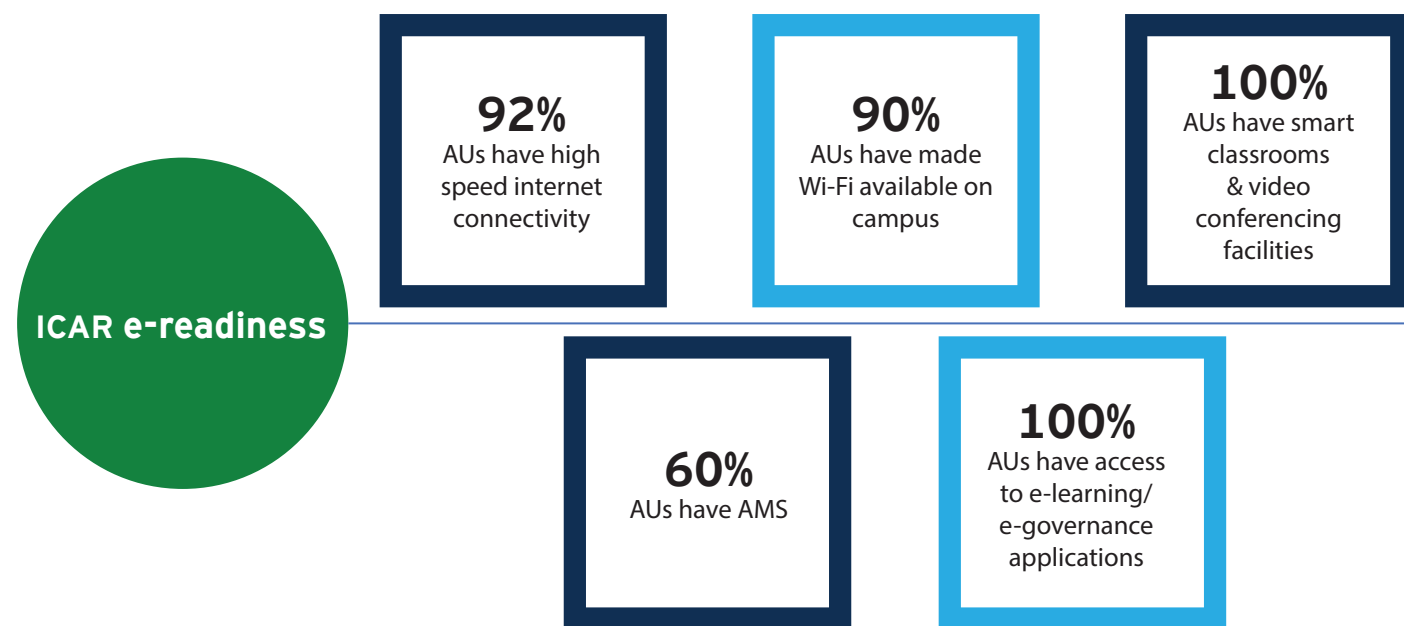 ICAR e-readiness
92%
AUs have high
speed internet
connectivity
90%
AUs have made
Wi-Fi available on
campus
100%
AUs have smart
classrooms
& video
conferencing
facilities
60%
AUs have AMS
100%
AUs have access
to e-learning/
e-governance
applications